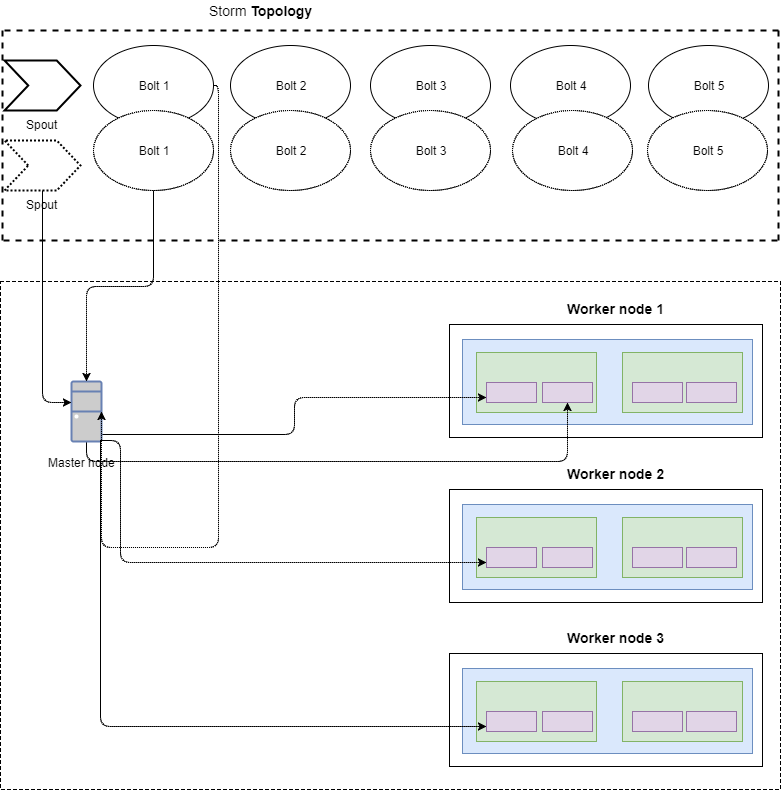 Storm Topology
Bolt 1
Bolt 2
Bolt 3
Bolt 4
Bolt 5
Spout
Bolt 1
Bolt 2
Bolt 3
Bolt 4
Bolt 5
Spout
Worker node 1
Master node
Worker node 2
Worker node 3